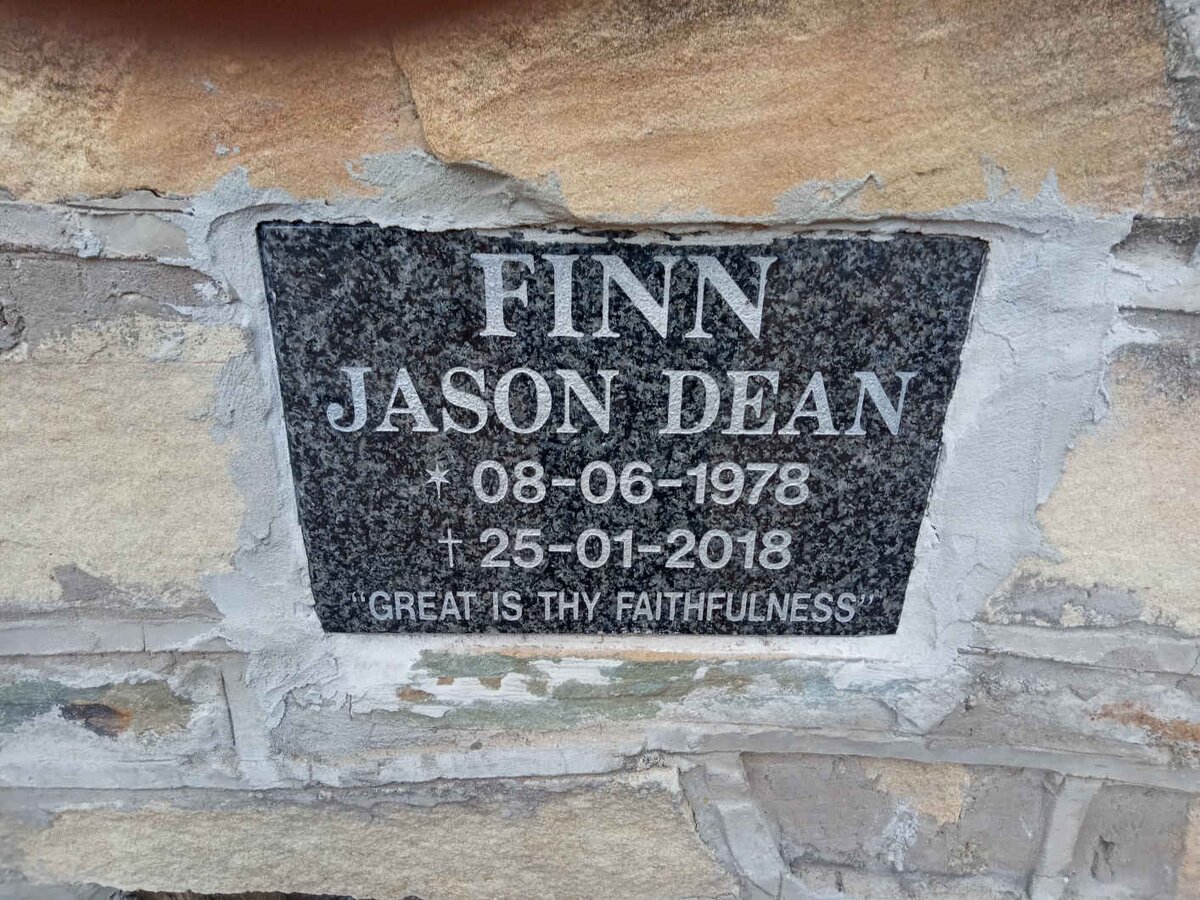 FINN
JASON DEAN
* 08-06-1978
† 25-01-2018
"GREAT IS THY FAITHFULNESS"